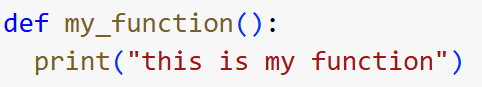 def my_function():
  print("this is my function")